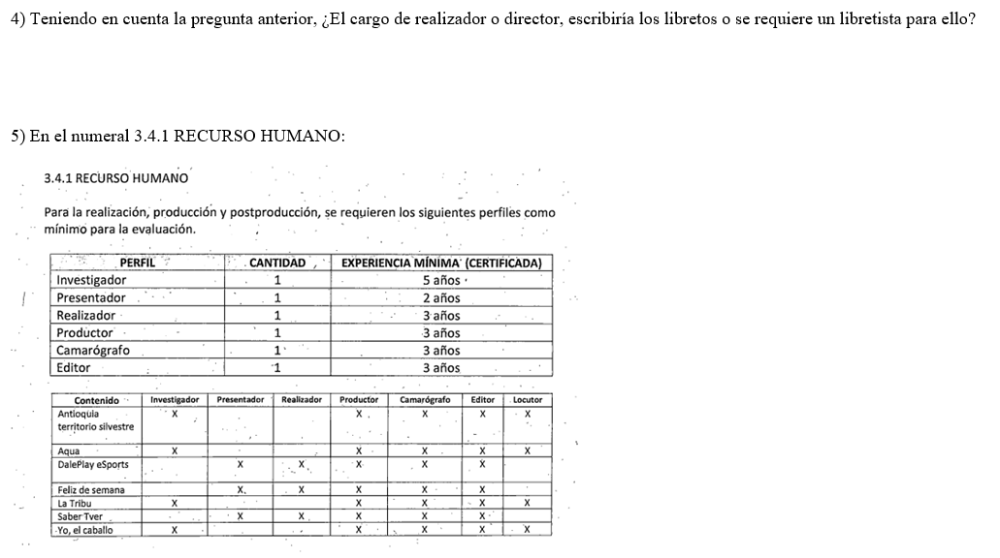 4) Teniendo en cuenta la pregunta anterior, ¿El cargo de realizador o director, escribiría los libretos o se requiere un libretista para ello?
5) En el numeral 3.4.1 RECURSO HUMANO:
3.4.1 RECURSO HUMANO
Para la realización, producción y postproducción, se requieren los siguientes perfiles como
mínimo para la evaluación.
PERFIL CANTIDAD EXPERIENCIA MÍNIMA (CERTIFICADA)
Investigador 1 5 años
Presentador 1 2 años
Realizador 1 3 años
Productor 1 3 años
Camarógrafo 1 3 años
Editor 1 3 años
Contenido Investigador Presentador Realizador Productor Camarógrafo Editor Locutor
Antioquia X X X X X
territorio silvestre
Aqua X X X X X
DalePlay eSports X X X X X
Feliz de semana X X X X X
La Tribu X X X X X
Saber Tver X X X X X
Yo, el caballo X X X X X